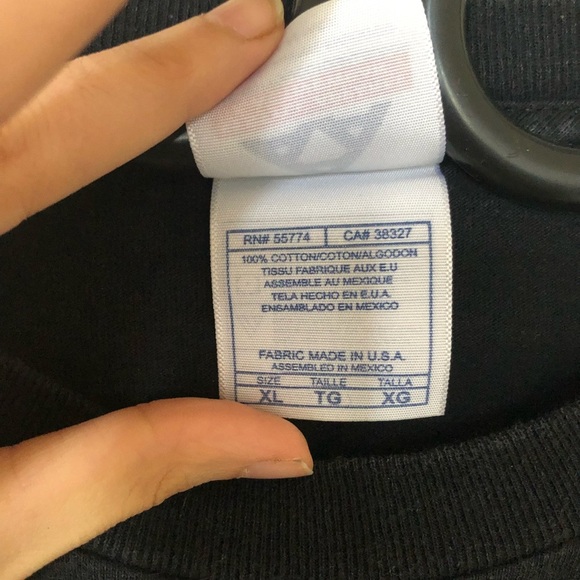 RN# 55774 CA# 38327
100% COTTON/COTON/ALGODON
TISSU FABRIQUE AUX E.U
ASSEMBLE AU MEXIQUE
TELA HECHO EN E.U.A.
ENSAMBLADO EN MEXICO
FABRIC MADE IN U.S.A.
ASSEMBLED IN MEXICO
SIZE TAILLE TALLA
XL TG XG